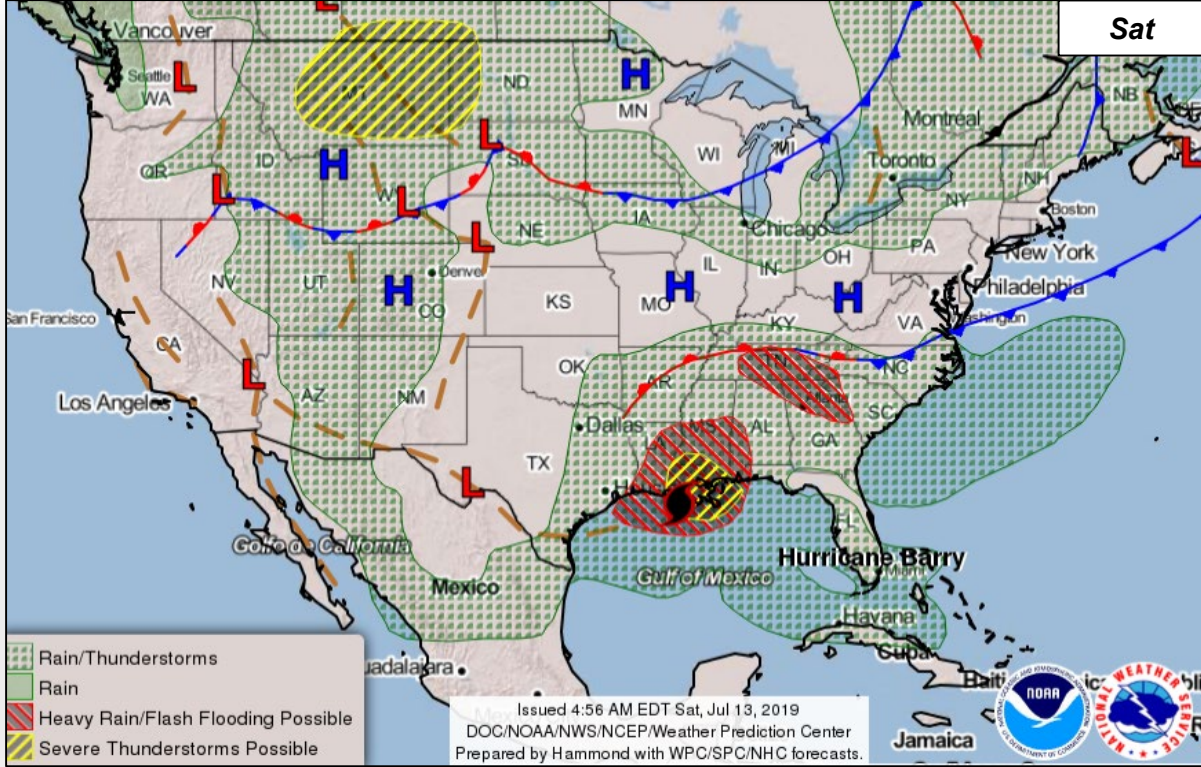 Sat
L
Vancouver
Seattle
L
WA
MT
ND
H
MN
NB
Montreal
L
SD
WI
MI
OR
ID
H
Toronto
L
L
W
NE
IA
NY
NH
Boston
Chicago
L
PA
New York
OH
NV
UT
H
Denver
CO
KS
MO
H
IL
IN
H
Philadelphia
San Francisco
KY
VA
Washington
CA
OK
TN
NC
L
AR
AZ
NM
Los Angeles
Atlanta
SC
Dallas
MS
AL
GA
LA
TX
L
FL
Golfo de California
Hurricane Barry
Mexico
Gulf of Mexico
Miami
Havana
Cuba
Rain/Thunderstorms
Rain
Heavy Rain/Flash Flooding Possible
Severe Thunderstorms Possible
uadalajara
Haiti
Issued 4:56 AM EDT Sat, Jul 13, 2019
DOC/NOAA/NWS/NCEP/Weather Prediction Center
Prepared by Hammond with WPC/SPC/NHC forecasts.
Jamaica
NOAA
NATIONAL WEATHER SERVICE